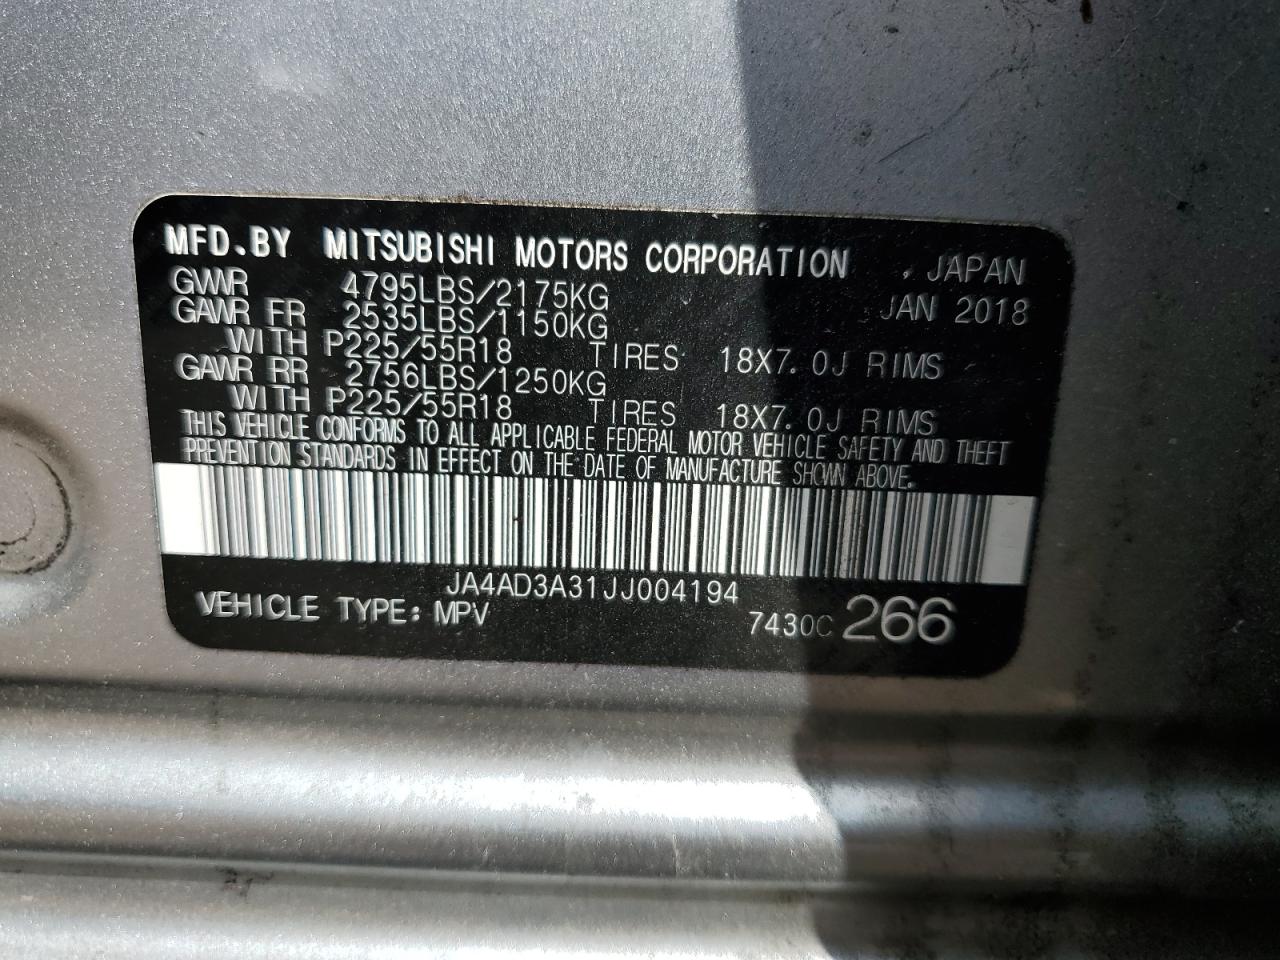 MFD.BY MITSUBISHI MOTORS CORPORATION JAPAN
GVWR 4795LBS/2175KG JAN 2018
GAWR FR 2535LBS/1150KG
WITH P225/55R18 TIRES 18X7.0J RIMS
GAWR RR 2756LBS/1250KG
WITH P225/55R18 TIRES 18X7.0J RIMS
THIS VEHICLE CONFORMS TO ALL APPLICABLE FEDERAL MOTOR VEHICLE SAFETY AND THEFT
PREVENTION STANDARDS IN EFFECT ON THE DATE OF MANUFACTURE SHOWN ABOVE.
JA4AD3A31JJ004194
VEHICLE TYPE: MPV 7430C 266